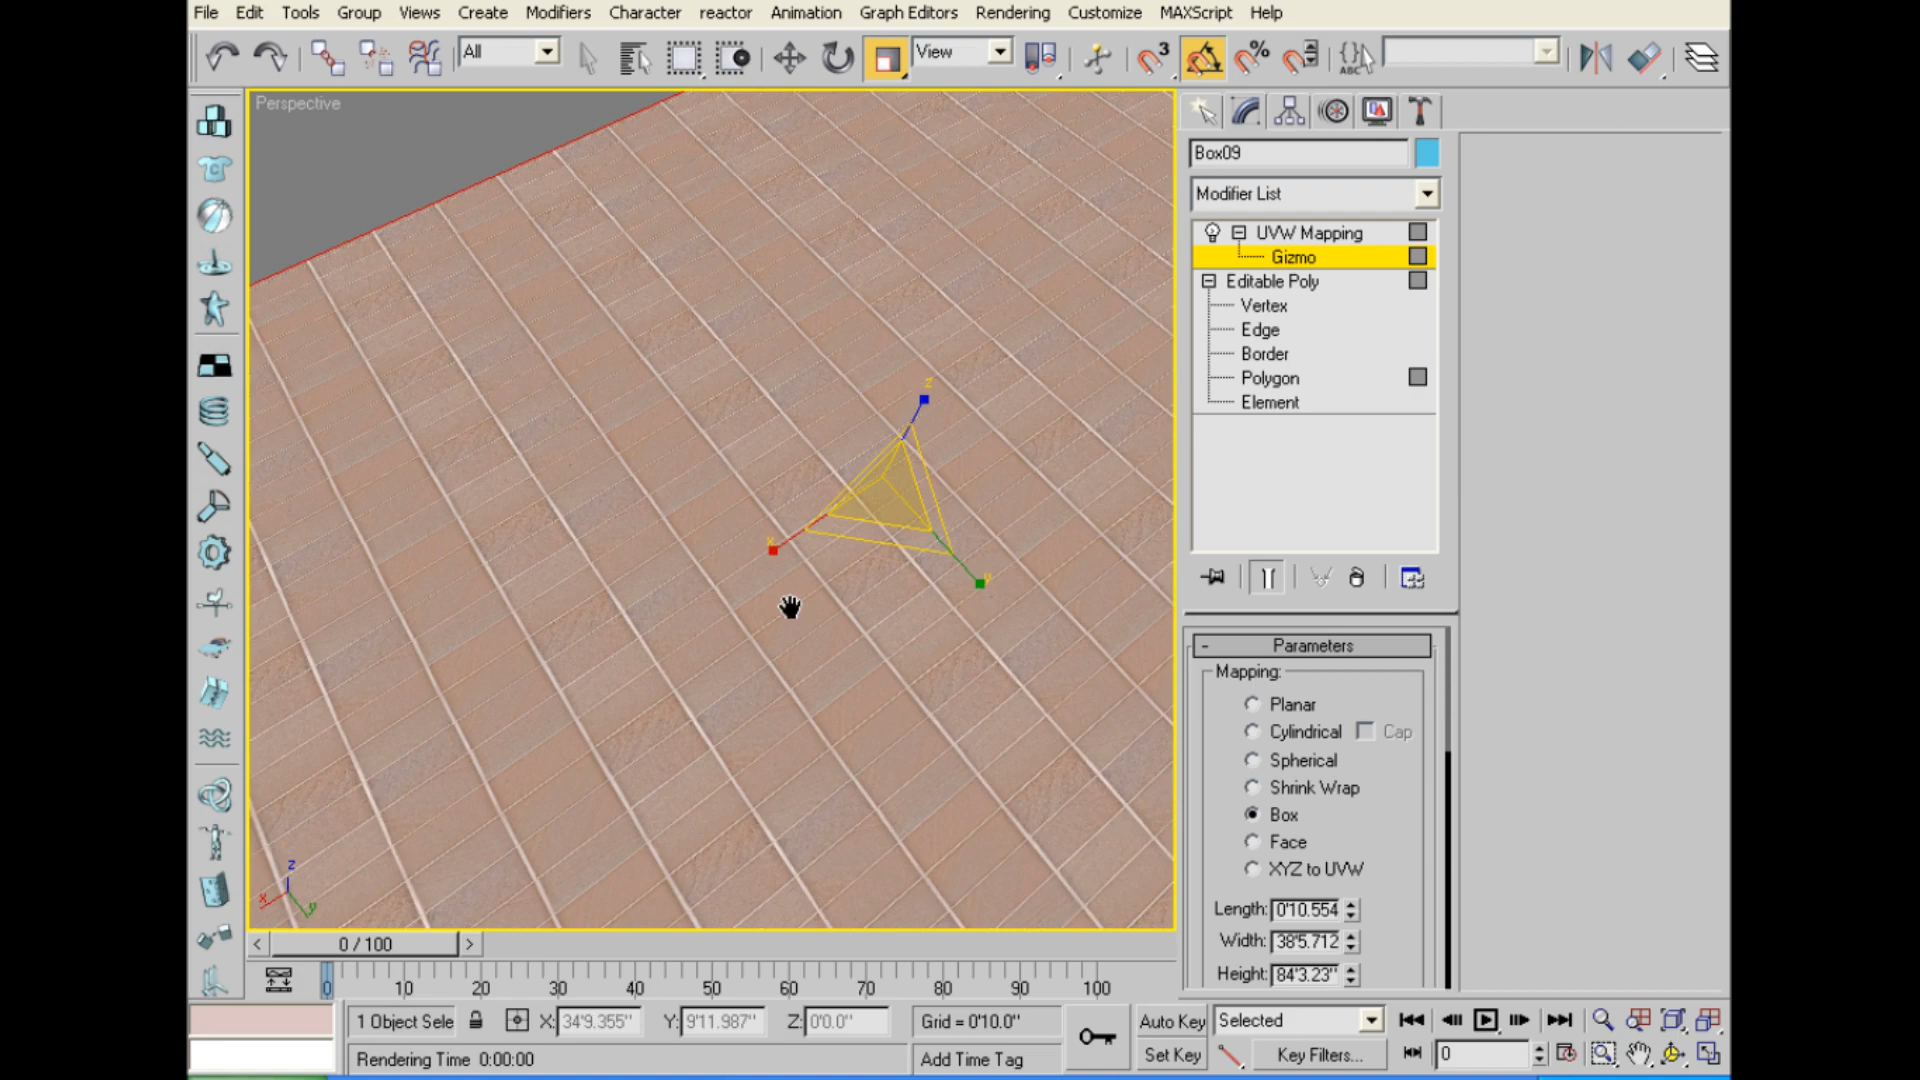 File Edit Tools Group Views Create Modifiers Character reactor Animation Graph Editors Rendering Customize MAXScript Help
All View 3 % ABC
Perspective
Box09
Modifier List
UVW Mapping
Gizmo
Editable Poly
Vertex
Edge
Border
Polygon
Element
z
x
y
- Parameters
Mapping:
Planar
Cylindrical Cap
Spherical
Shrink Wrap
Box
Face
XYZ to UVW
Length: 0'10.554
Width: 38'5.712
Height: 84'3.23"
z
x
y
< 0 / 100 >
0 10 20 30 40 50 60 70 80 90 100
1 Object Sele X: 34'9.355" Y: 9'11.987" Z: 0'0.0" Grid = 0'10.0" Auto Key Selected
Rendering Time 0:00:00 Add Time Tag Set Key Key Filters... 0